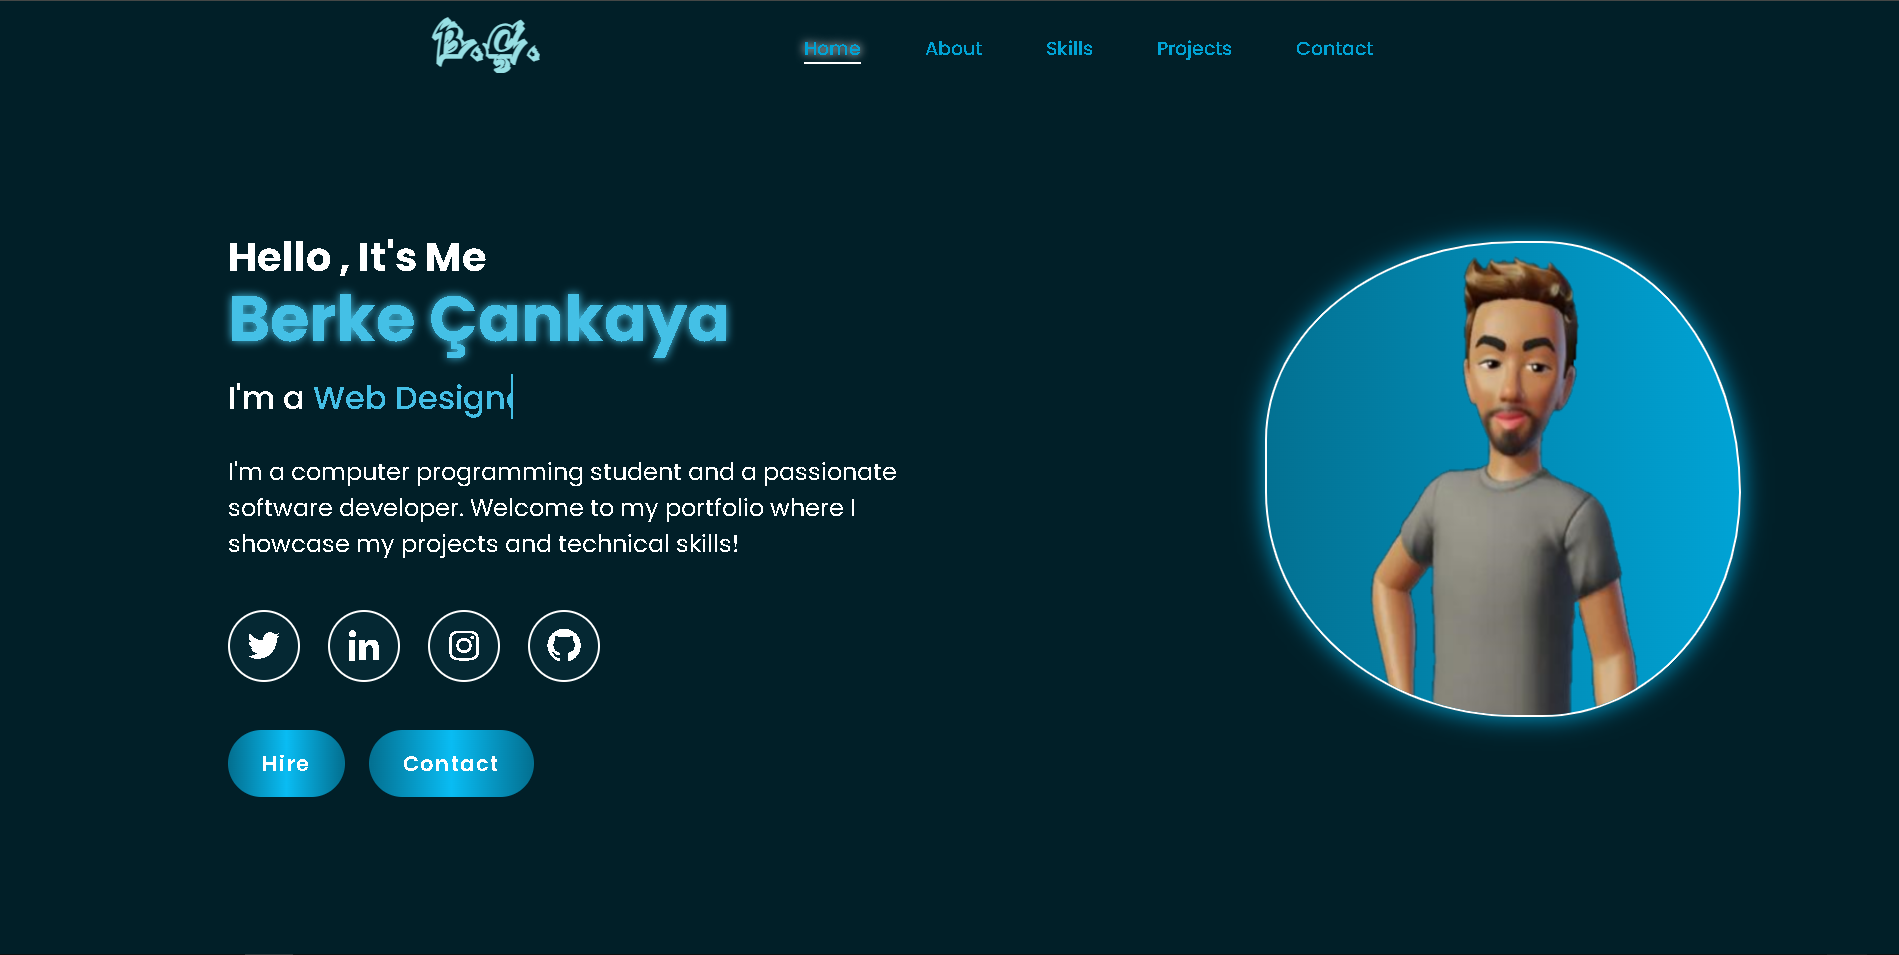 B.Ç.
Home About Skills Projects Contact
Hello , It's Me
Berke Çankaya
I'm a Web Design
I'm a computer programming student and a passionate
software developer. Welcome to my portfolio where I
showcase my projects and technical skills!
in
Hire Contact